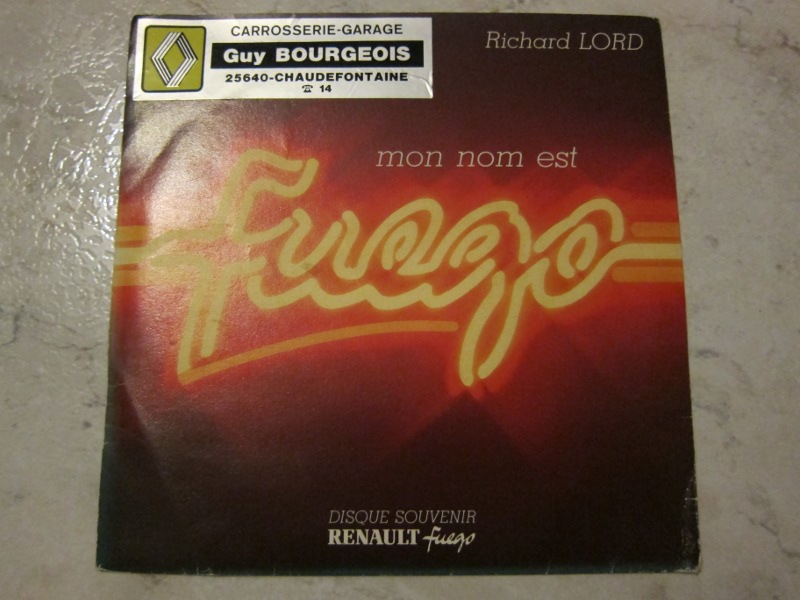 CARROSSERIE-GARAGE
Guy BOURGEOIS
25640-CHAUDEFONTAINE
☎ 14
Richard LORD
mon nom est
fuego
DISQUE SOUVENIR
RENAULT fuego